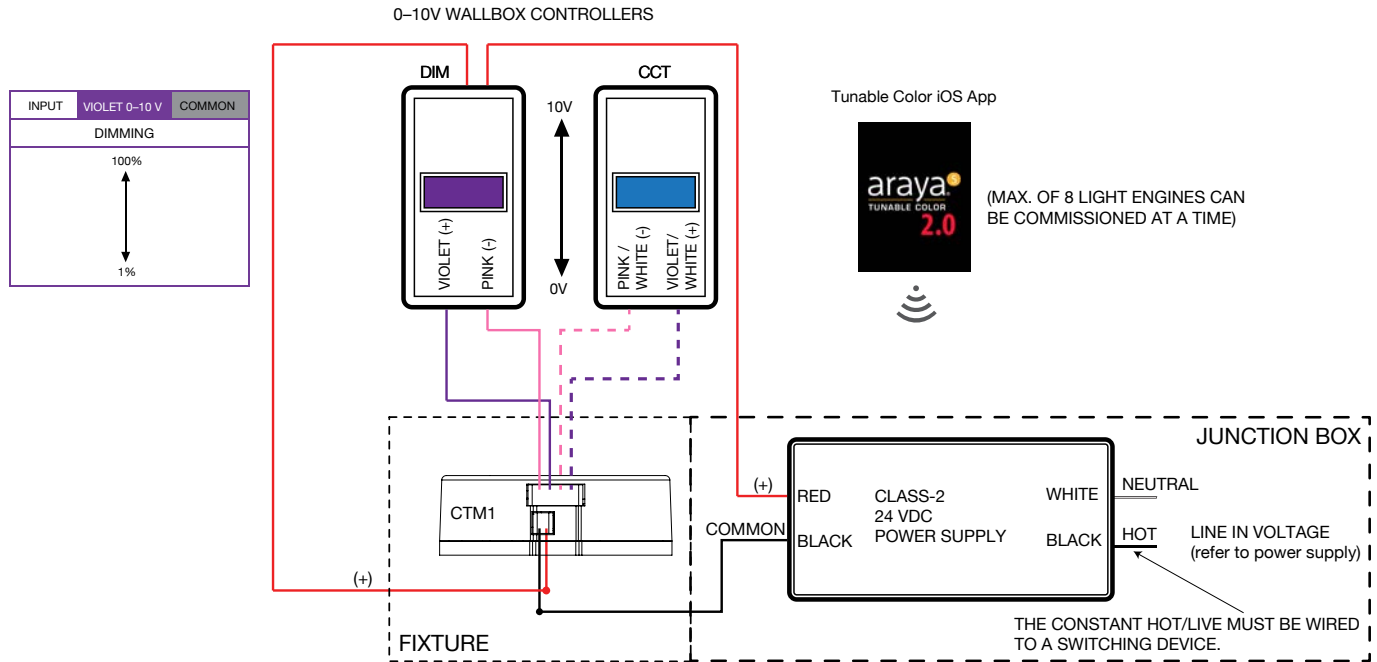 0–10V WALLBOX CONTROLLERS
INPUT VIOLET 0–10 V COMMON
DIMMING
100%
1%
DIM
CCT
10V
0V
VIOLET (+)
PINK (-)
PINK /
WHITE (-)
VIOLET/
WHITE (+)
Tunable Color iOS App
araya. 5
TUNABLE COLOR
2.0
(MAX. OF 8 LIGHT ENGINES CAN
BE COMMISSIONED AT A TIME)
JUNCTION BOX
CTM1
(+)
COMMON
RED
BLACK
CLASS-2
24 VDC
POWER SUPPLY
WHITE
BLACK
NEUTRAL
HOT
LINE IN VOLTAGE
(refer to power supply)
(+)
FIXTURE
THE CONSTANT HOT/LIVE MUST BE WIRED
TO A SWITCHING DEVICE.